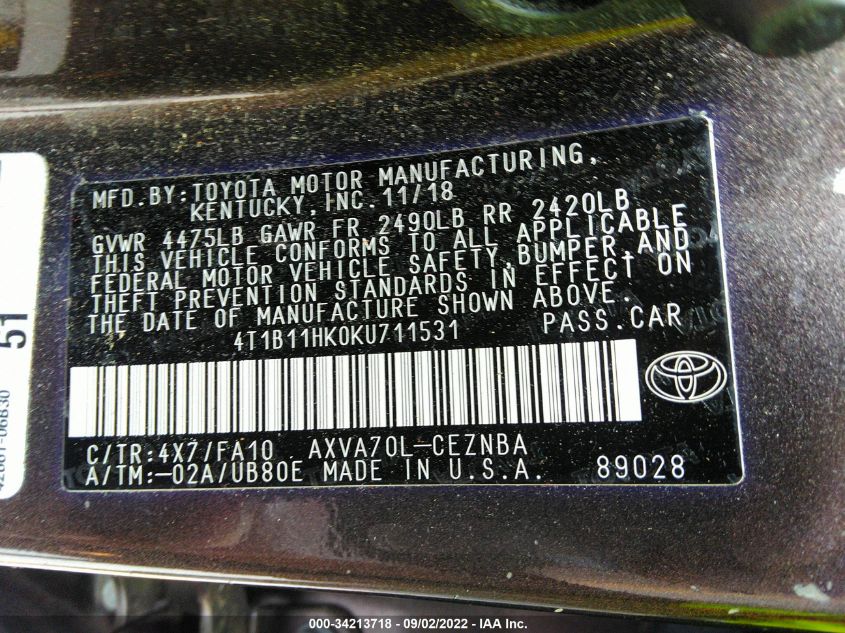 MFD. BY: TOYOTA MOTOR MANUFACTURING,
KENTUCKY, INC. 11/18
GVWR 4475LB GAWR FR 2490LB RR 2420LB
THIS VEHICLE CONFORMS TO ALL APPLICABLE
FEDERAL MOTOR VEHICLE SAFETY, BUMPER, AND
THEFT PREVENTION STANDARDS IN EFFECT ON
THE DATE OF MANUFACTURE SHOWN ABOVE.
4T1B11HK0KU711531 PASS. CAR
C/TR: 4X7/FA10 AXVA70L-CEZNBA
A/TM: -02A/UB80E MADE IN U.S.A. 89028
51
000-34213718 - 09/02/2022 - IAA Inc.